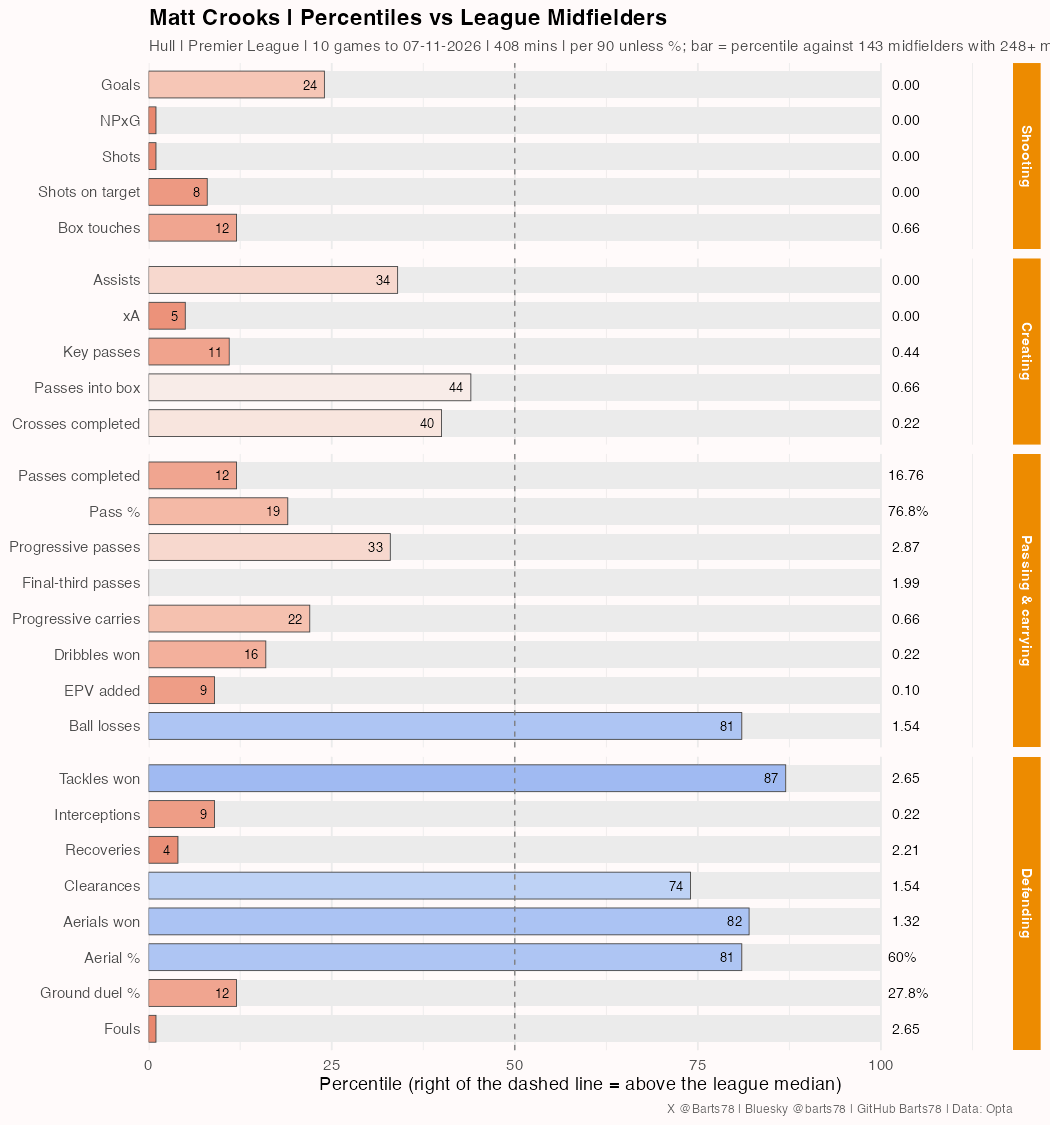 Matt Crooks | Percentiles vs League Midfielders
Hull | Premier League | 10 games to 07-11-2026 | 408 mins | per 90 unless %; bar = percentile against 143 midfielders with 248+ m
Goals 24 0.00
NPxG 0.00
Shots 0.00
Shots on target 8 0.00
Box touches 12 0.66
Shooting
Assists 34 0.00
xA 5 0.00
Key passes 11 0.44
Passes into box 44 0.66
Crosses completed 40 0.22
Creating
Passes completed 12 16.76
Pass % 19 76.8%
Progressive passes 33 2.87
Final-third passes 1.99
Progressive carries 22 0.66
Dribbles won 16 0.22
EPV added 9 0.10
Ball losses 81 1.54
Passing & carrying
Tackles won 87 2.65
Interceptions 9 0.22
Recoveries 4 2.21
Clearances 74 1.54
Aerials won 82 1.32
Aerial % 81 60%
Ground duel % 12 27.8%
Fouls 2.65
Defending
0 25 50 75 100
Percentile (right of the dashed line = above the league median)
X @Barts78 | Bluesky @barts78 | GitHub Barts78 | Data: Opta